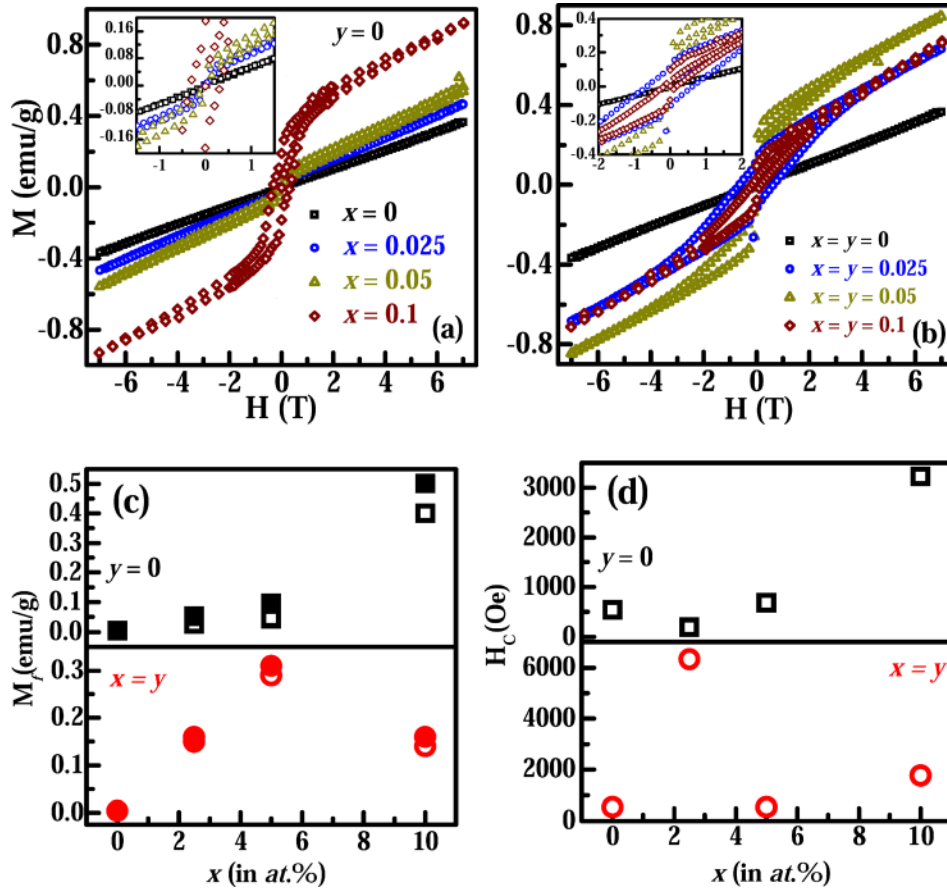 y = 0
x = 0
x = 0.025
x = 0.05
x = 0.1
(a)
M (emu/g)
0.8
0.4
0.0
-0.4
-0.8
-6 -4 -2 0 2 4 6
H (T)
0.16
0.08
0.00
-0.08
-0.16
-1 0 1
x = y = 0
x = y = 0.025
x = y = 0.05
x = y = 0.1
(b)
0.8
0.4
0.0
-0.4
-0.8
-6 -4 -2 0 2 4 6
H (T)
0.4
0.2
0.0
-0.2
-0.4
-2 -1 0 1 2
(c)
y = 0
x = y
Mf(emu/g)
0.5
0.4
0.3
0.2
0.1
0.0
0.3
0.2
0.1
0.0
0 2 4 6 8 10
x (in at.%)
(d)
y = 0
x = y
HC(Oe)
3000
2000
1000
0
6000
4000
2000
0
0 2 4 6 8 10
x (in at.%)